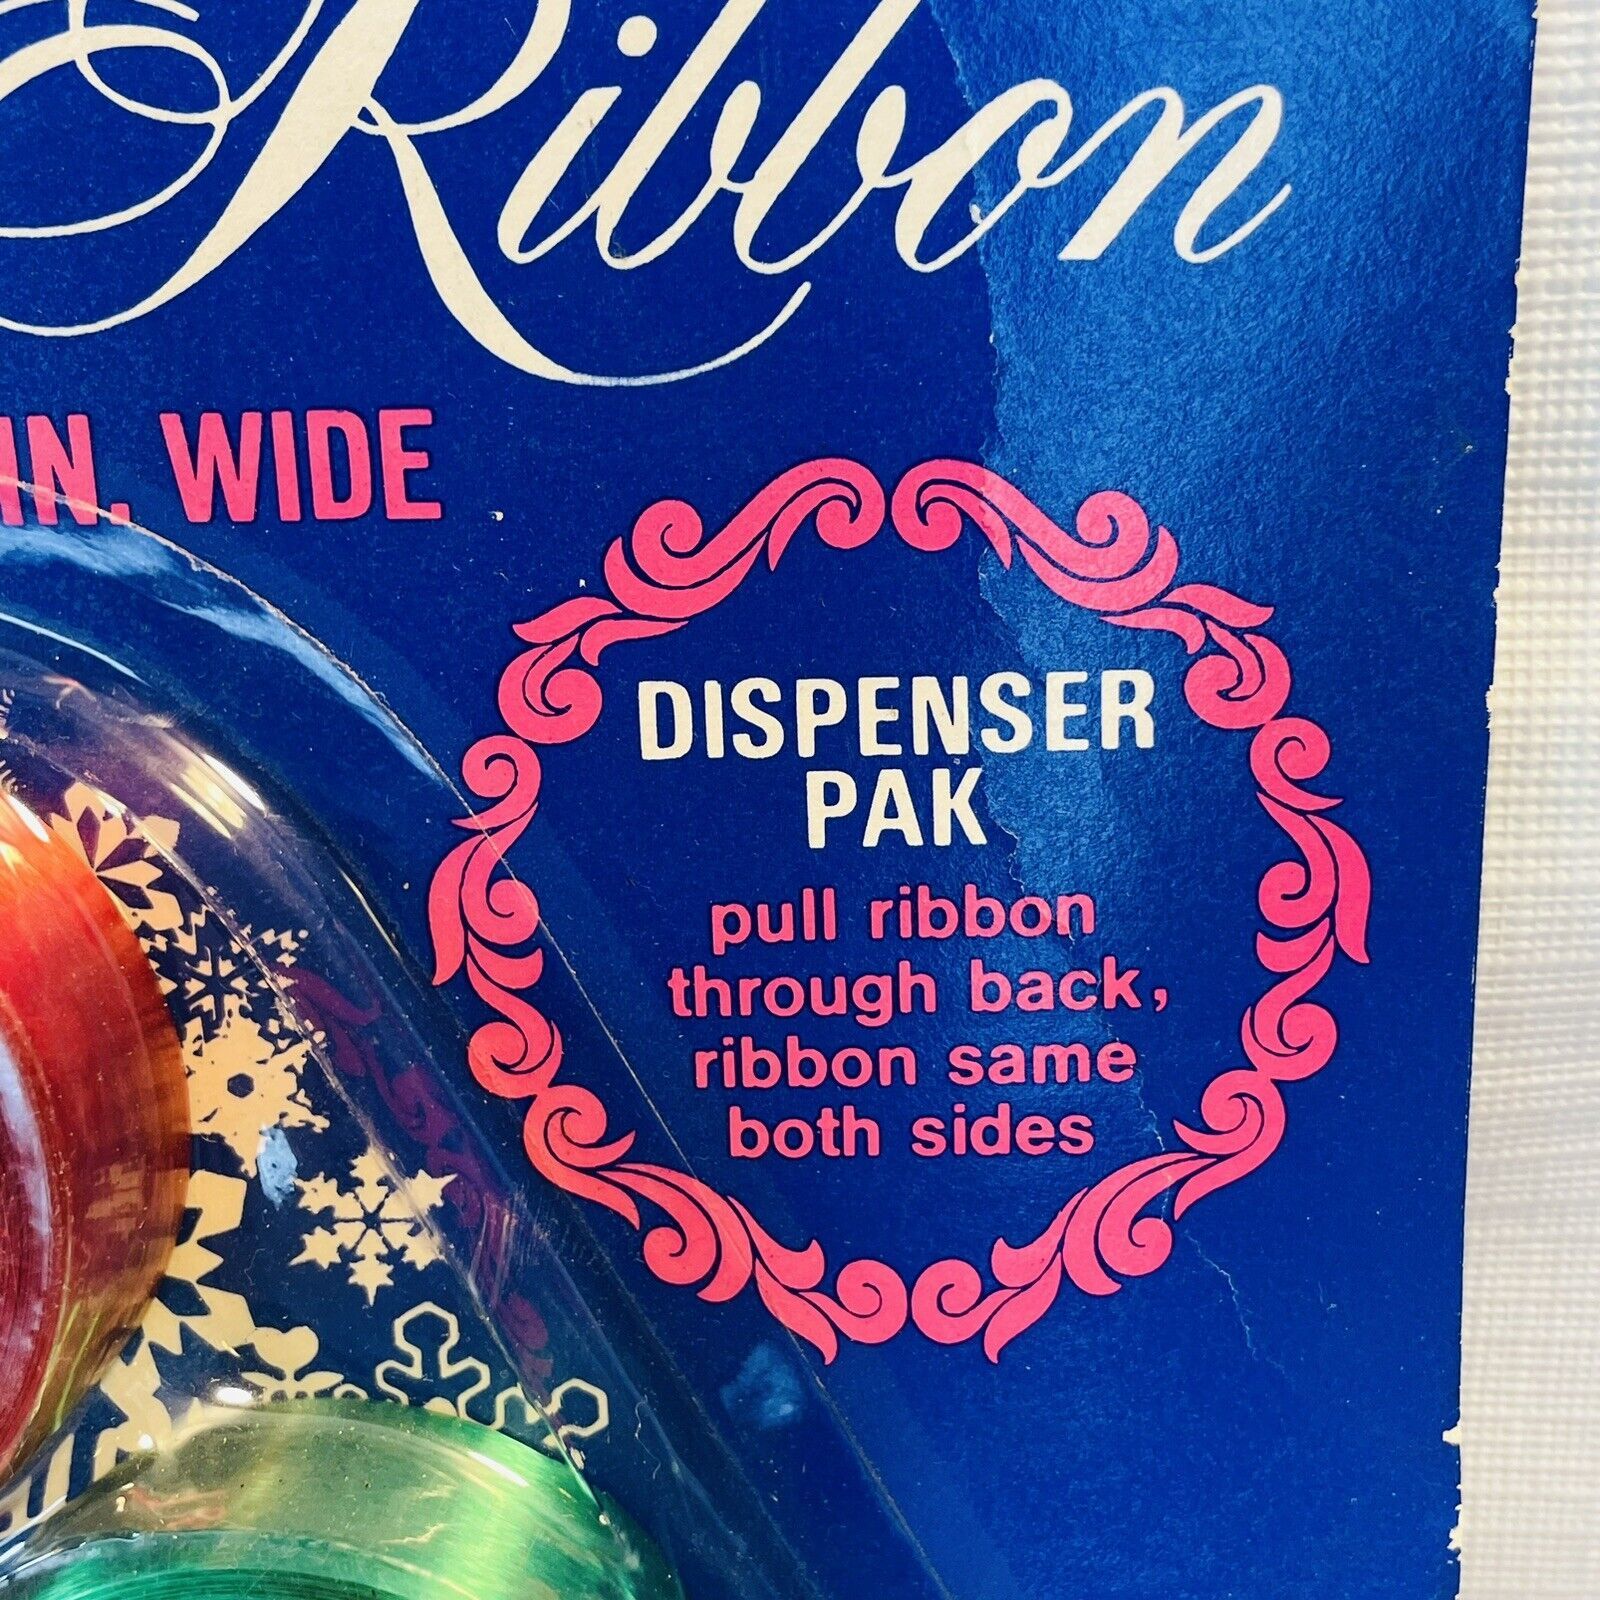 Ribbon
IN. WIDE
DISPENSER
PAK
pull ribbon
through back,
ribbon same
both sides